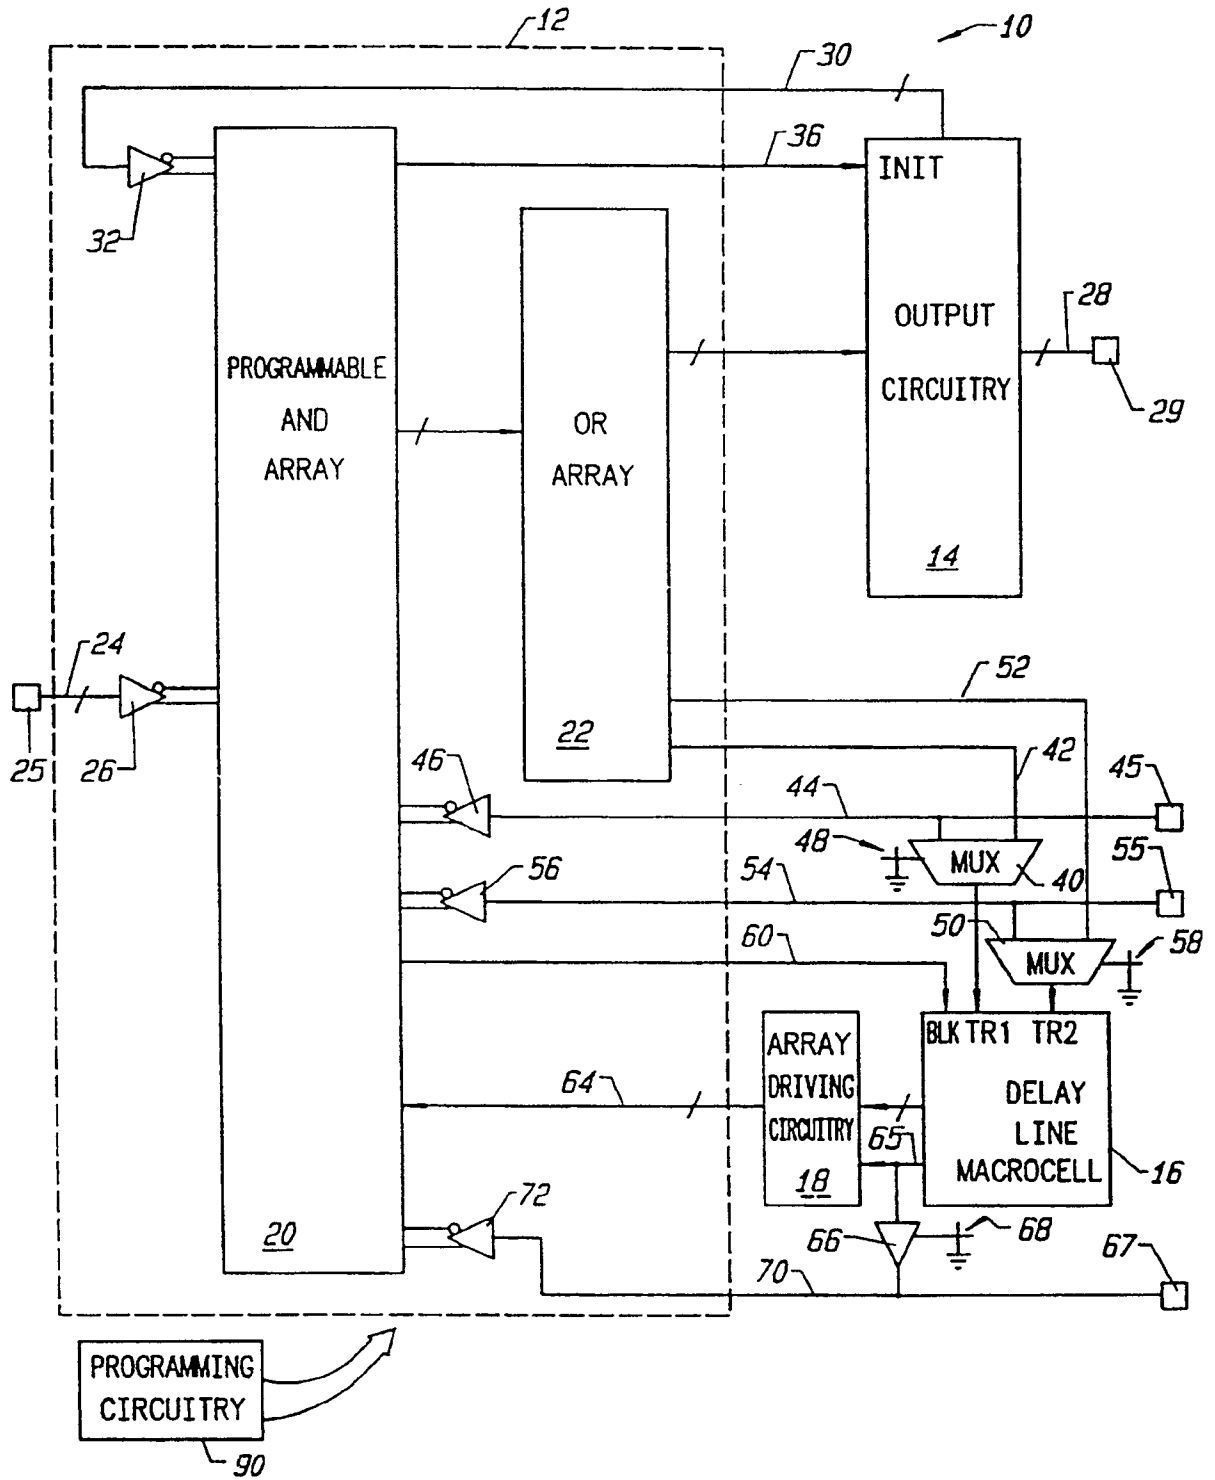 12
10
30
36
INIT
32
OUTPUT
CIRCUITRY
28
29
14
PROGRAMMABLE
AND
ARRAY
OR
ARRAY
24
25
26
22
52
46
44
42
45
48
MUX
40
56
54
55
50
58
MUX
60
BLK TR1 TR2
ARRAY
DRIVING
CIRCUITRY
18
DELAY
LINE
MACROCELL
16
64
65
20
72
66
68
67
70
PROGRAMMING
CIRCUITRY
90